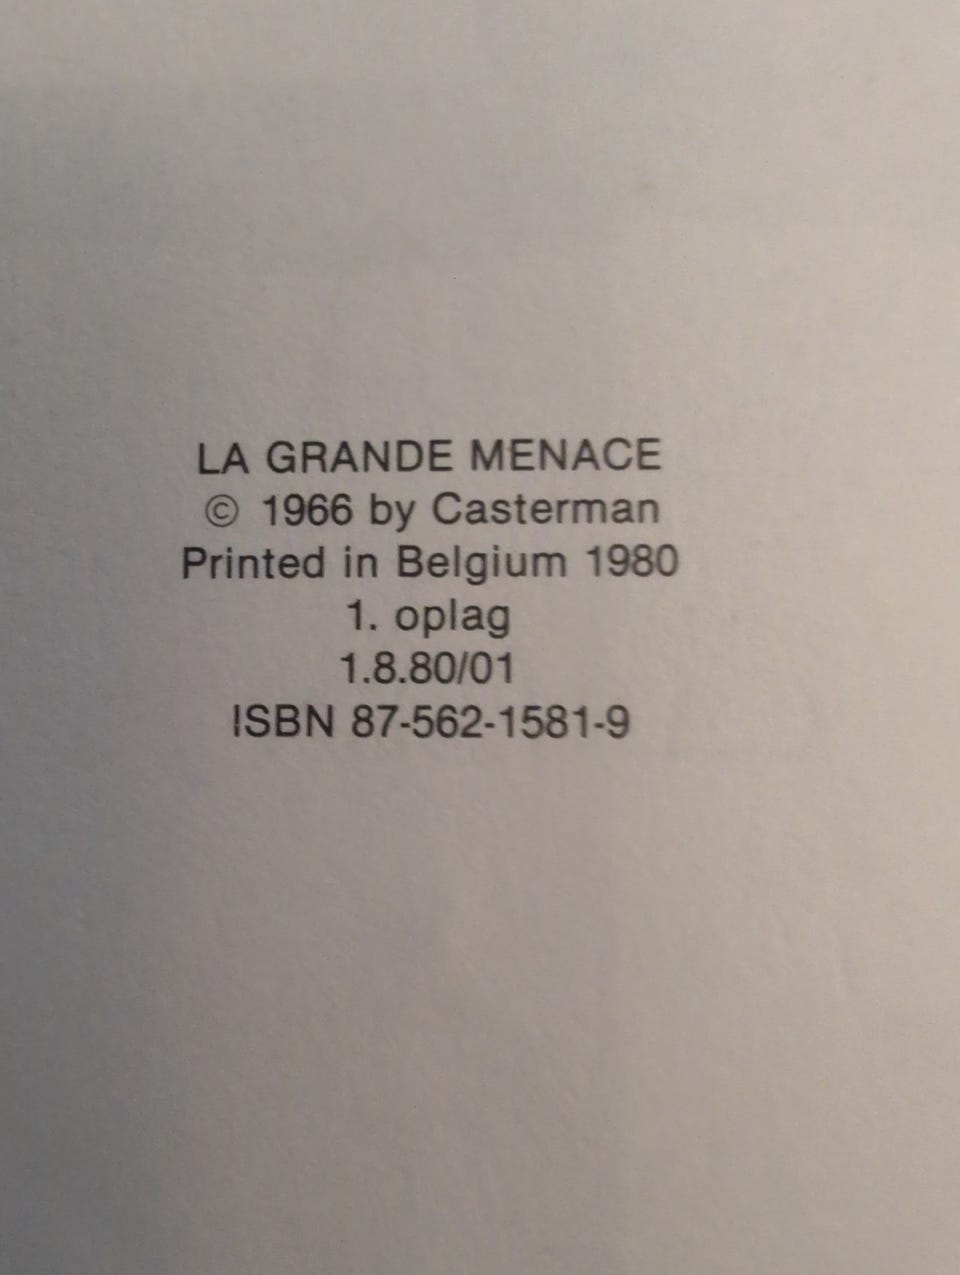 LA GRANDE MENACE
© 1966 by Casterman
Printed in Belgium 1980
1. oplag
1.8.80/01
ISBN 87-562-1581-9